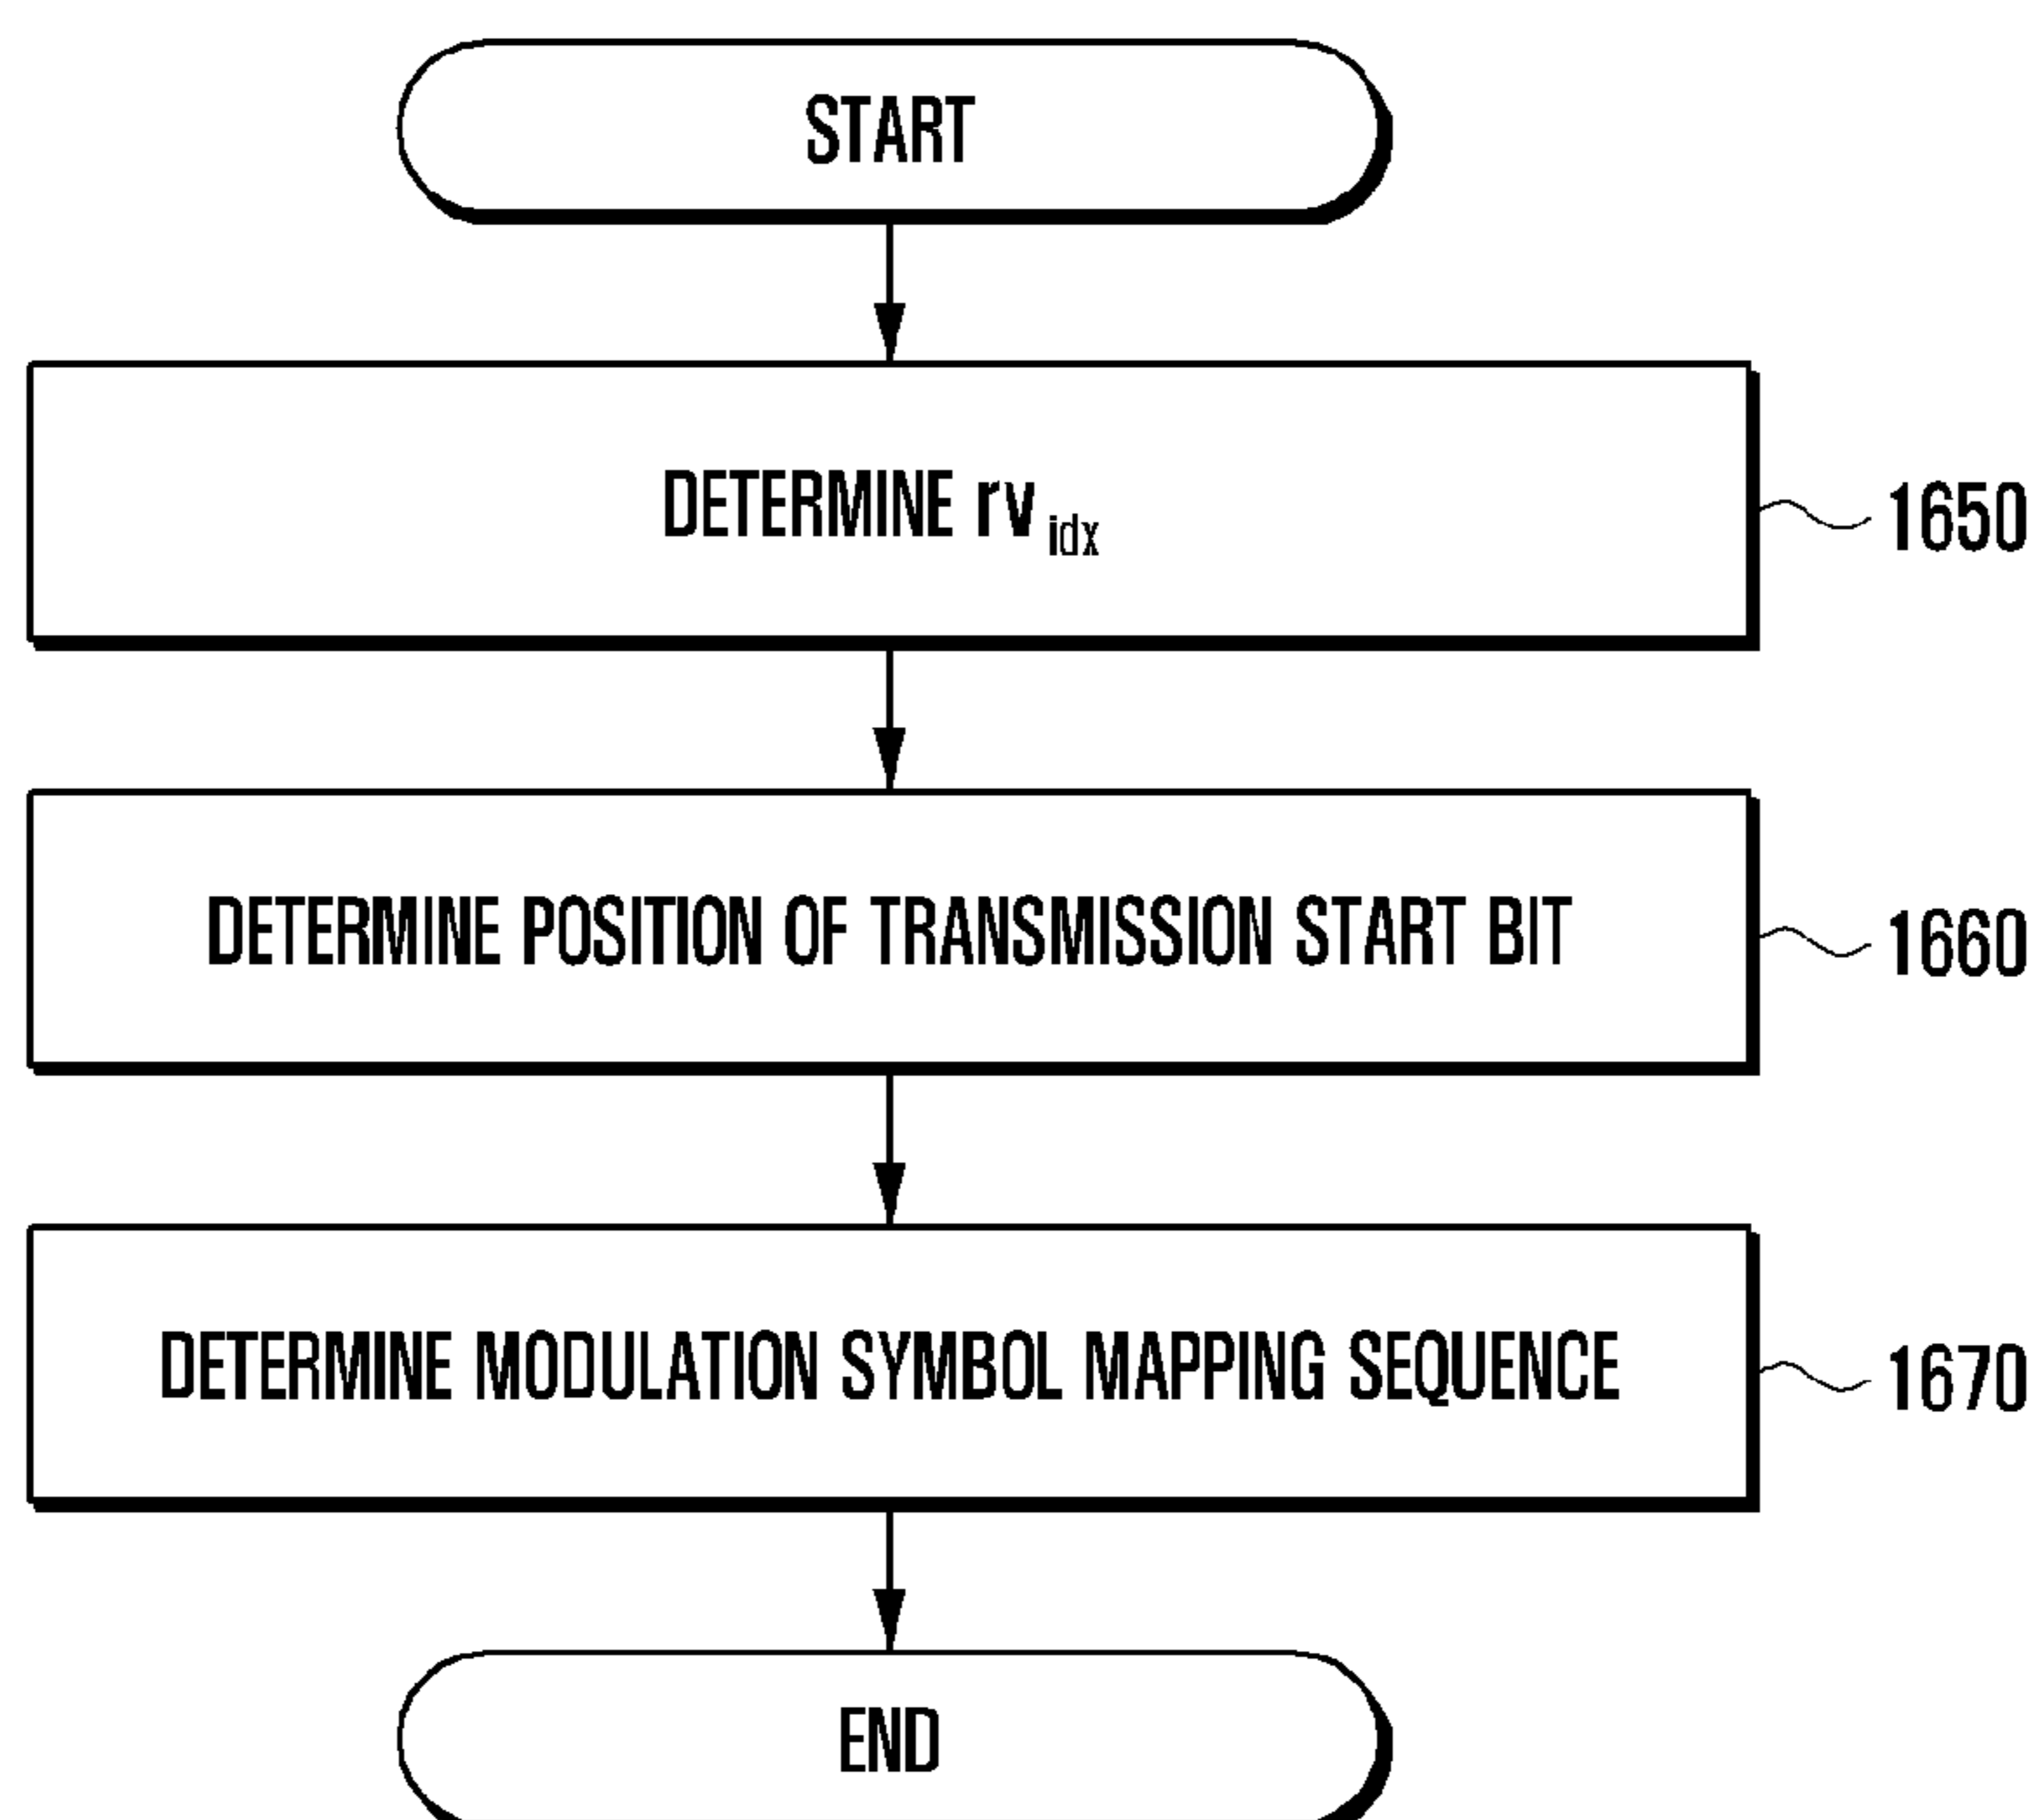 START
DETERMINE rv idx
1650
DETERMINE POSITION OF TRANSMISSION START BIT
1660
DETERMINE MODULATION SYMBOL MAPPING SEQUENCE
1670
END